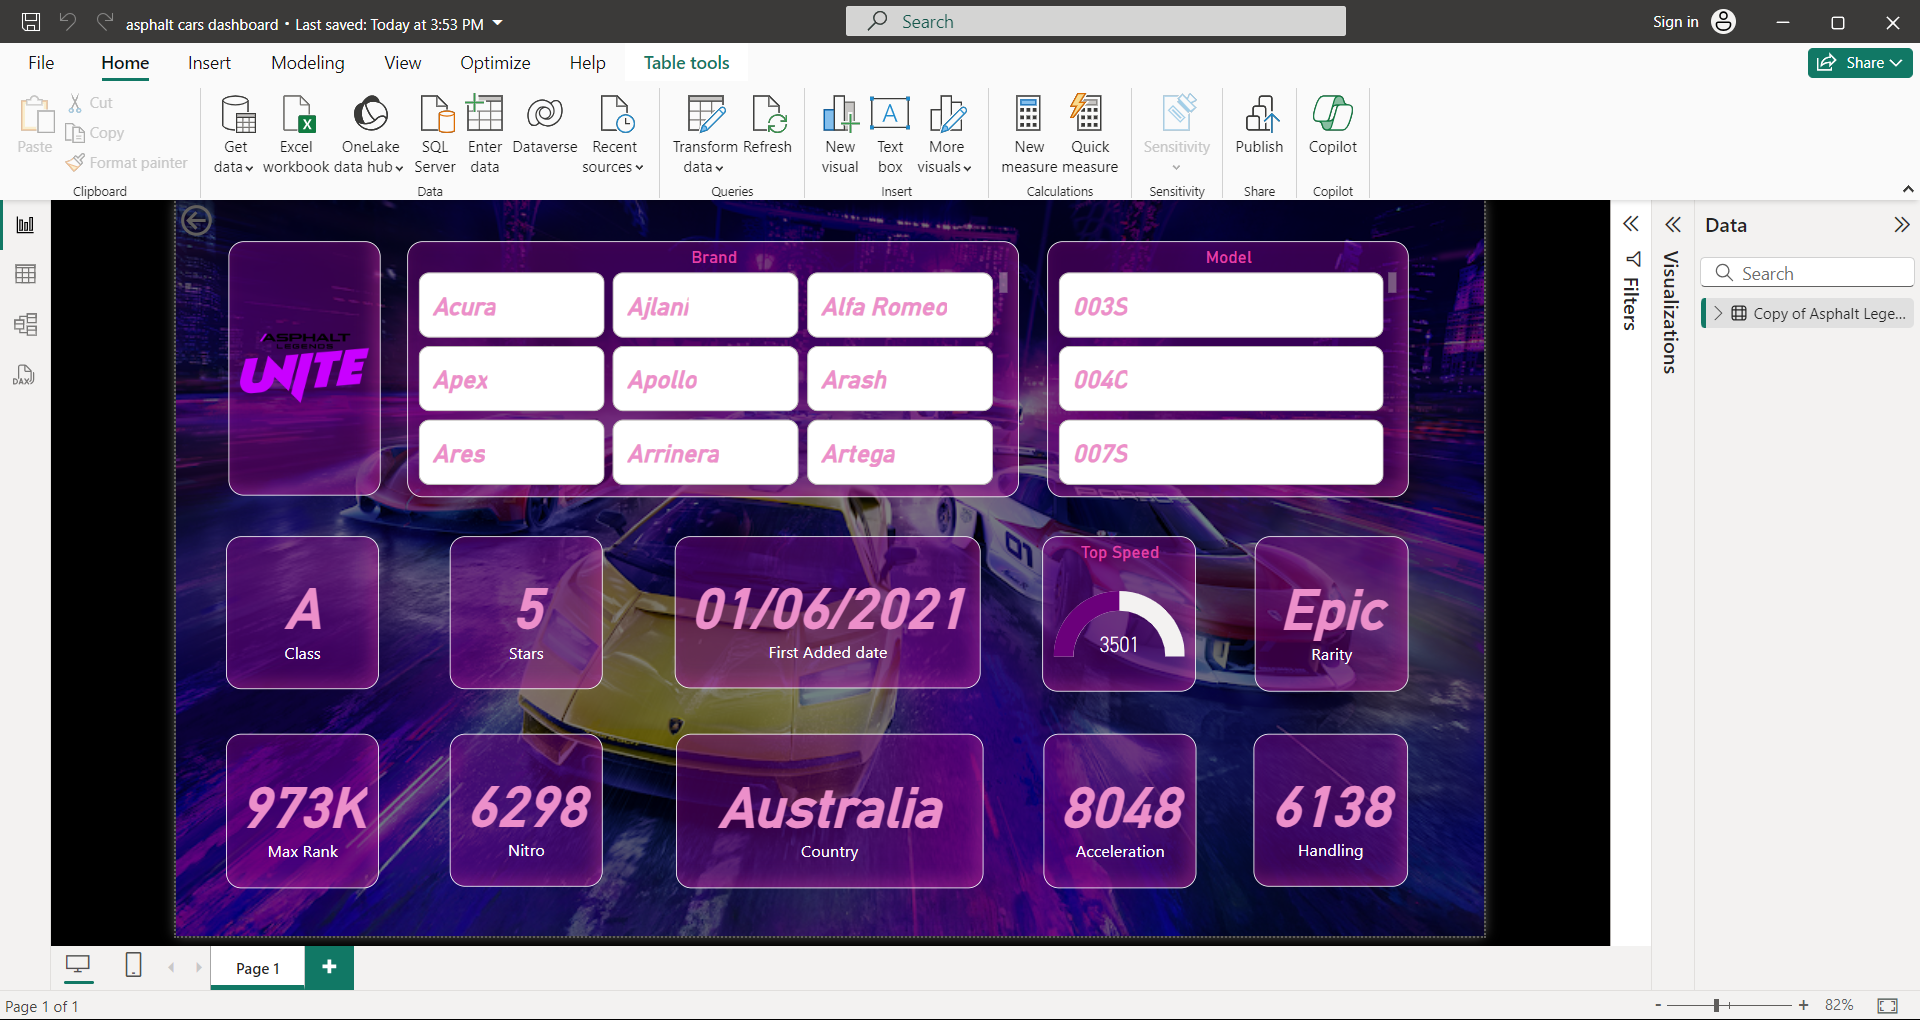 asphalt cars dashboard • Last saved: Today at 3:53 PM
Search
Sign in
File
Home
Insert
Modeling
View
Optimize
Help
Table tools
Share
Paste
Cut
Copy
Format painter
Clipboard
Get data
Excel workbook
OneLake data hub
SQL Server
Enter data
Dataverse
Recent sources
Data
Transform data
Refresh
Queries
New visual
Text box
More visuals
Insert
New measure
Quick measure
Calculations
Sensitivity
Sensitivity
Publish
Share
Copilot
Copilot
ASPHALT
LEGENDS
UNITE
Brand
Acura
Ajlani
Alfa Romeo
Apex
Apollo
Arash
Ares
Arrinera
Artega
Model
003S
004C
007S
PORSCHE
01
A
Class
5
Stars
01/06/2021
First Added date
Top Speed
3501
Epic
Rarity
973K
Max Rank
6298
Nitro
Australia
Country
8048
Acceleration
6138
Handling
Filters
Visualizations
Data
Search
Copy of Asphalt Lege...
DAX
Page 1
Page 1 of 1
- + 82%